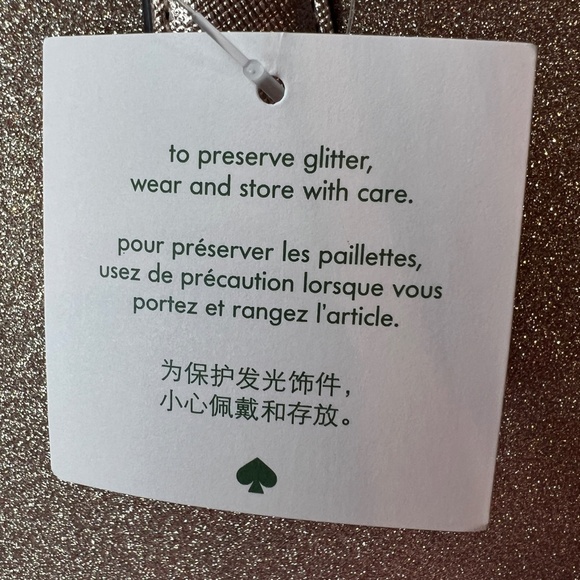 to preserve glitter,
wear and store with care.
pour préserver les paillettes,
usez de précaution lorsque vous
portez et rangez l'article.
为保护发光饰件，
小心佩戴和存放。